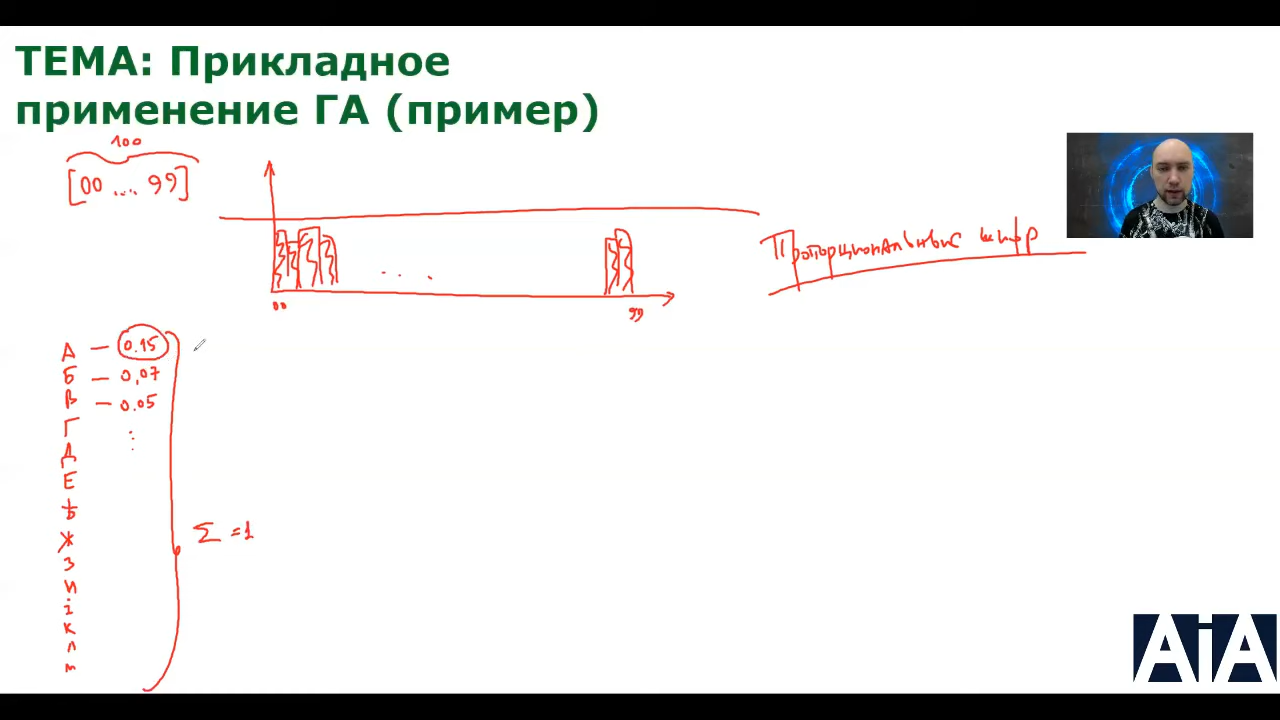 ТЕМА: Прикладное
применение ГА (пример)
100
[00 .... 99]
Пропорциональный шифр
00
99
А — 0.15
Б — 0,07
В — 0.05
Г
Д
Е
Ѣ
Ж
З
И
і
К
Л
м
Σ = 1
AiA